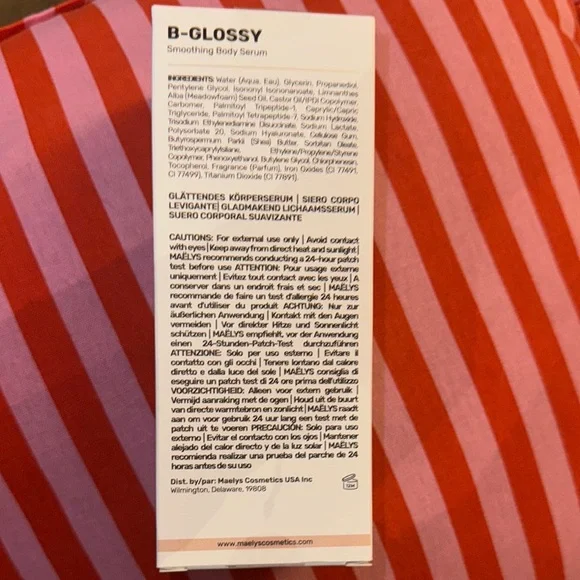 B-GLOSSY
Smoothing Body Serum
INGREDIENTS: Water (Aqua, Eau), Glycerin, Propanediol,
Pentylene Glycol, Isononyl Isononanoate, Limnanthes
Alba (Meadowfoam) Seed Oil, Castor Oil/IPDI Copolymer,
Carbomer, Palmitoyl Tripeptide-1, Caprylic/Capric
Triglyceride, Palmitoyl Tetrapeptide-7, Sodium Hydroxide,
Trisodium Ethylenediamine Disuccinate, Sodium Lactate,
Polysorbate 20, Sodium Hyaluronate, Cellulose Gum,
Butyrospermum Parkii (Shea) Butter, Sorbitan Oleate,
Triethoxycaprylylsilane, Ethylene/Propylene/Styrene
Copolymer, Phenoxyethanol, Butylene Glycol, Chlorphenesin,
Tocopherol, Fragrance (Parfum), Iron Oxides (CI 77491,
CI 77499), Titanium Dioxide (CI 77891).
GLÄTTENDES KÖRPERSERUM | SIERO CORPO
LEVIGANTE| GLADMAKEND LICHAAMSSERUM |
SUERO CORPORAL SUAVIZANTE
CAUTIONS: For external use only | Avoid contact
with eyes | Keep away from direct heat and sunlight |
MAËLYS recommends conducting a 24-hour patch
test before use ATTENTION: Pour usage externe
uniquement | Evitez tout contact avec les yeux | A
conserver dans un endroit frais et sec | MAËLYS
recommande de faire un test d'allergie 24 heures
avant d'utiliser du produit ACHTUNG: Nur zur
äußerlichen Anwendung | Kontakt mit den Augen
vermeiden | Vor direkter Hitze und Sonnenlicht
schützen | MAËLYS empfiehlt, vor der Anwendung
einen 24-Stunden-Patch-Test durchzuführen
ATTENZIONE: Solo per uso esterno | Evitare il
contatto con gli occhi | Tenere lontano dal calore
diretto e dalla luce del sole | MAËLYS consiglia di
eseguire un patch test di 24 ore prima dell'utilizzo
VOORZICHTIGHEID: Alleen voor extern gebruik |
Vermijd aanraking met de ogen | Houd uit de buurt
van directe warmtebron en zonlicht | MAËLYS raadt
aan om voor gebruik 24 uur lang een test met de
patch uit te voeren PRECAUCIÓN: Solo para uso
externo | Evitar el contacto con los ojos | Mantener
alejado del calor directo y de la luz solar | MAËLYS
recomienda realizar una prueba del parche de 24
horas antes de su uso
Dist. by/par: Maelys Cosmetics USA Inc
Wilmington, Delaware, 19808
12M
www.maelyscosmetics.com